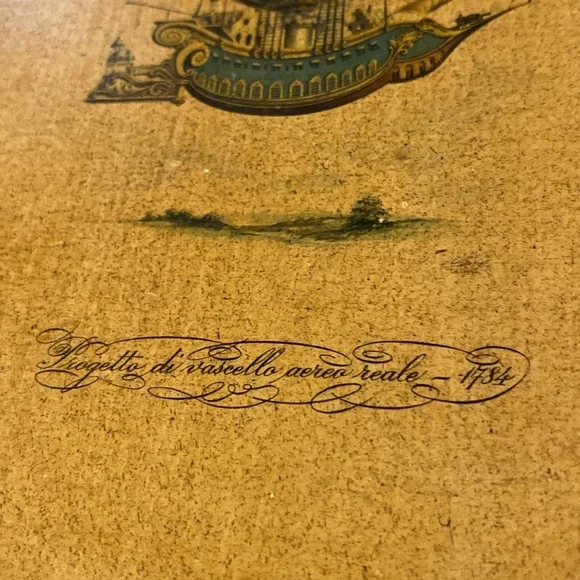 Progetto di vascello aereo reale – 1784